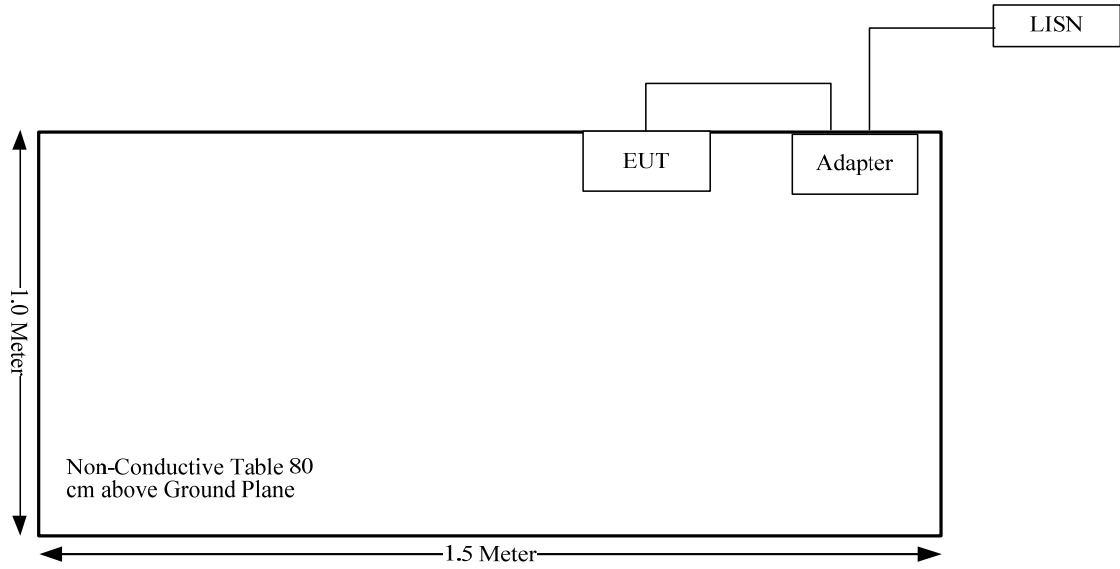 LISN
EUT
Adapter
1.0 Meter
Non-Conductive Table 80
cm above Ground Plane
1.5 Meter